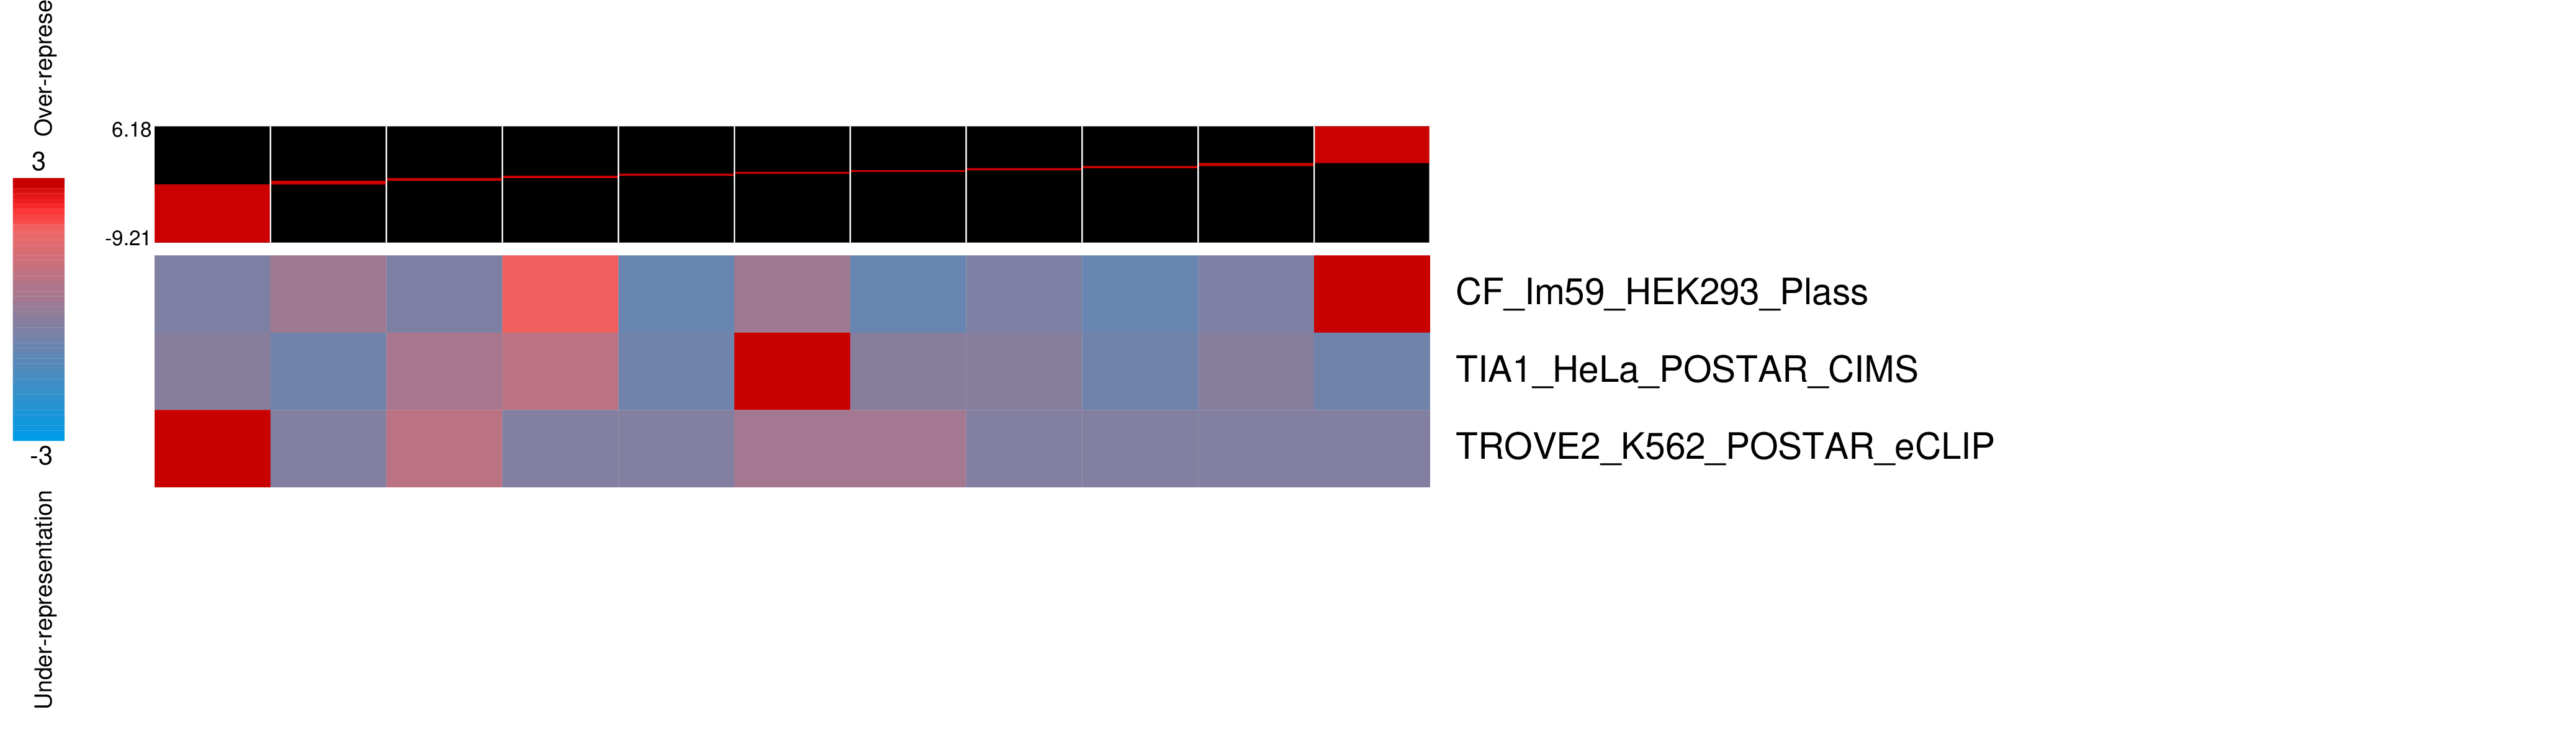 Over-represe
3
-3
Under-representation
6.18
-9.21
CF_Im59_HEK293_Plass
TIA1_HeLa_POSTAR_CIMS
TROVE2_K562_POSTAR_eCLIP